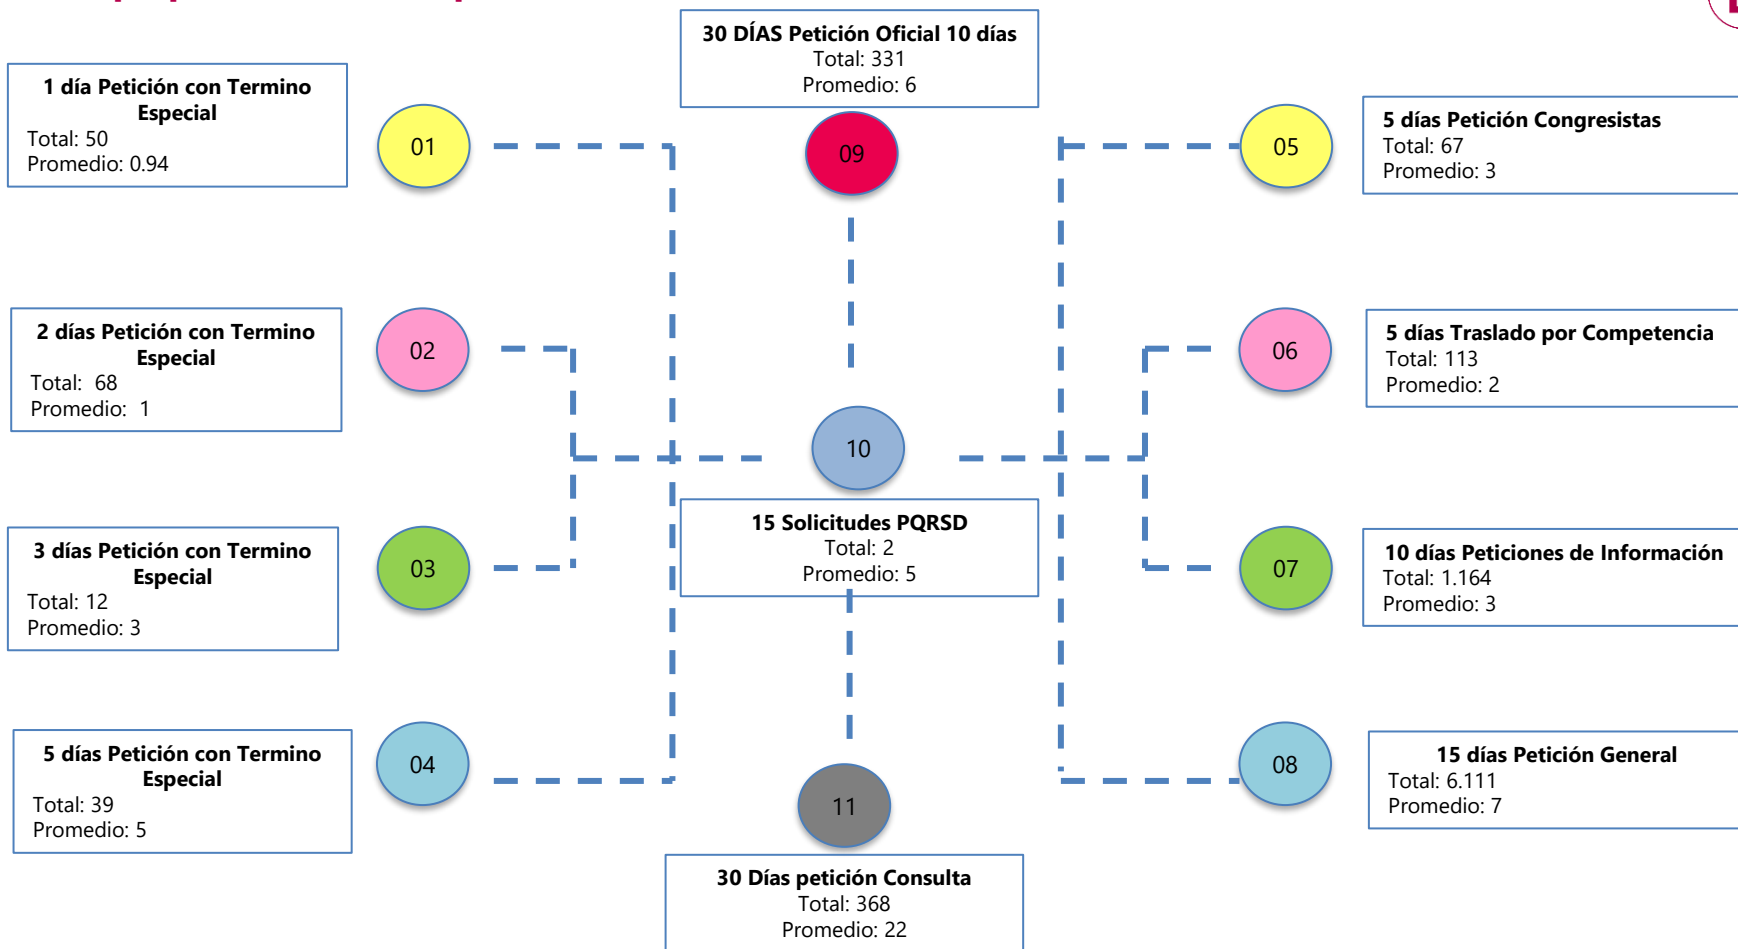 30 DÍAS Petición Oficial 10 días
Total: 331
Promedio: 6
09
1 día Petición con Termino
Especial
Total: 50
Promedio: 0.94
01
2 días Petición con Termino
Especial
Total: 68
Promedio: 1
02
3 días Petición con Termino
Especial
Total: 12
Promedio: 3
03
5 días Petición con Termino
Especial
Total: 39
Promedio: 5
04
10
15 Solicitudes PQRSD
Total: 2
Promedio: 5
11
30 Días petición Consulta
Total: 368
Promedio: 22
05
5 días Petición Congresistas
Total: 67
Promedio: 3
06
5 días Traslado por Competencia
Total: 113
Promedio: 2
07
10 días Peticiones de Información
Total: 1.164
Promedio: 3
08
15 días Petición General
Total: 6.111
Promedio: 7